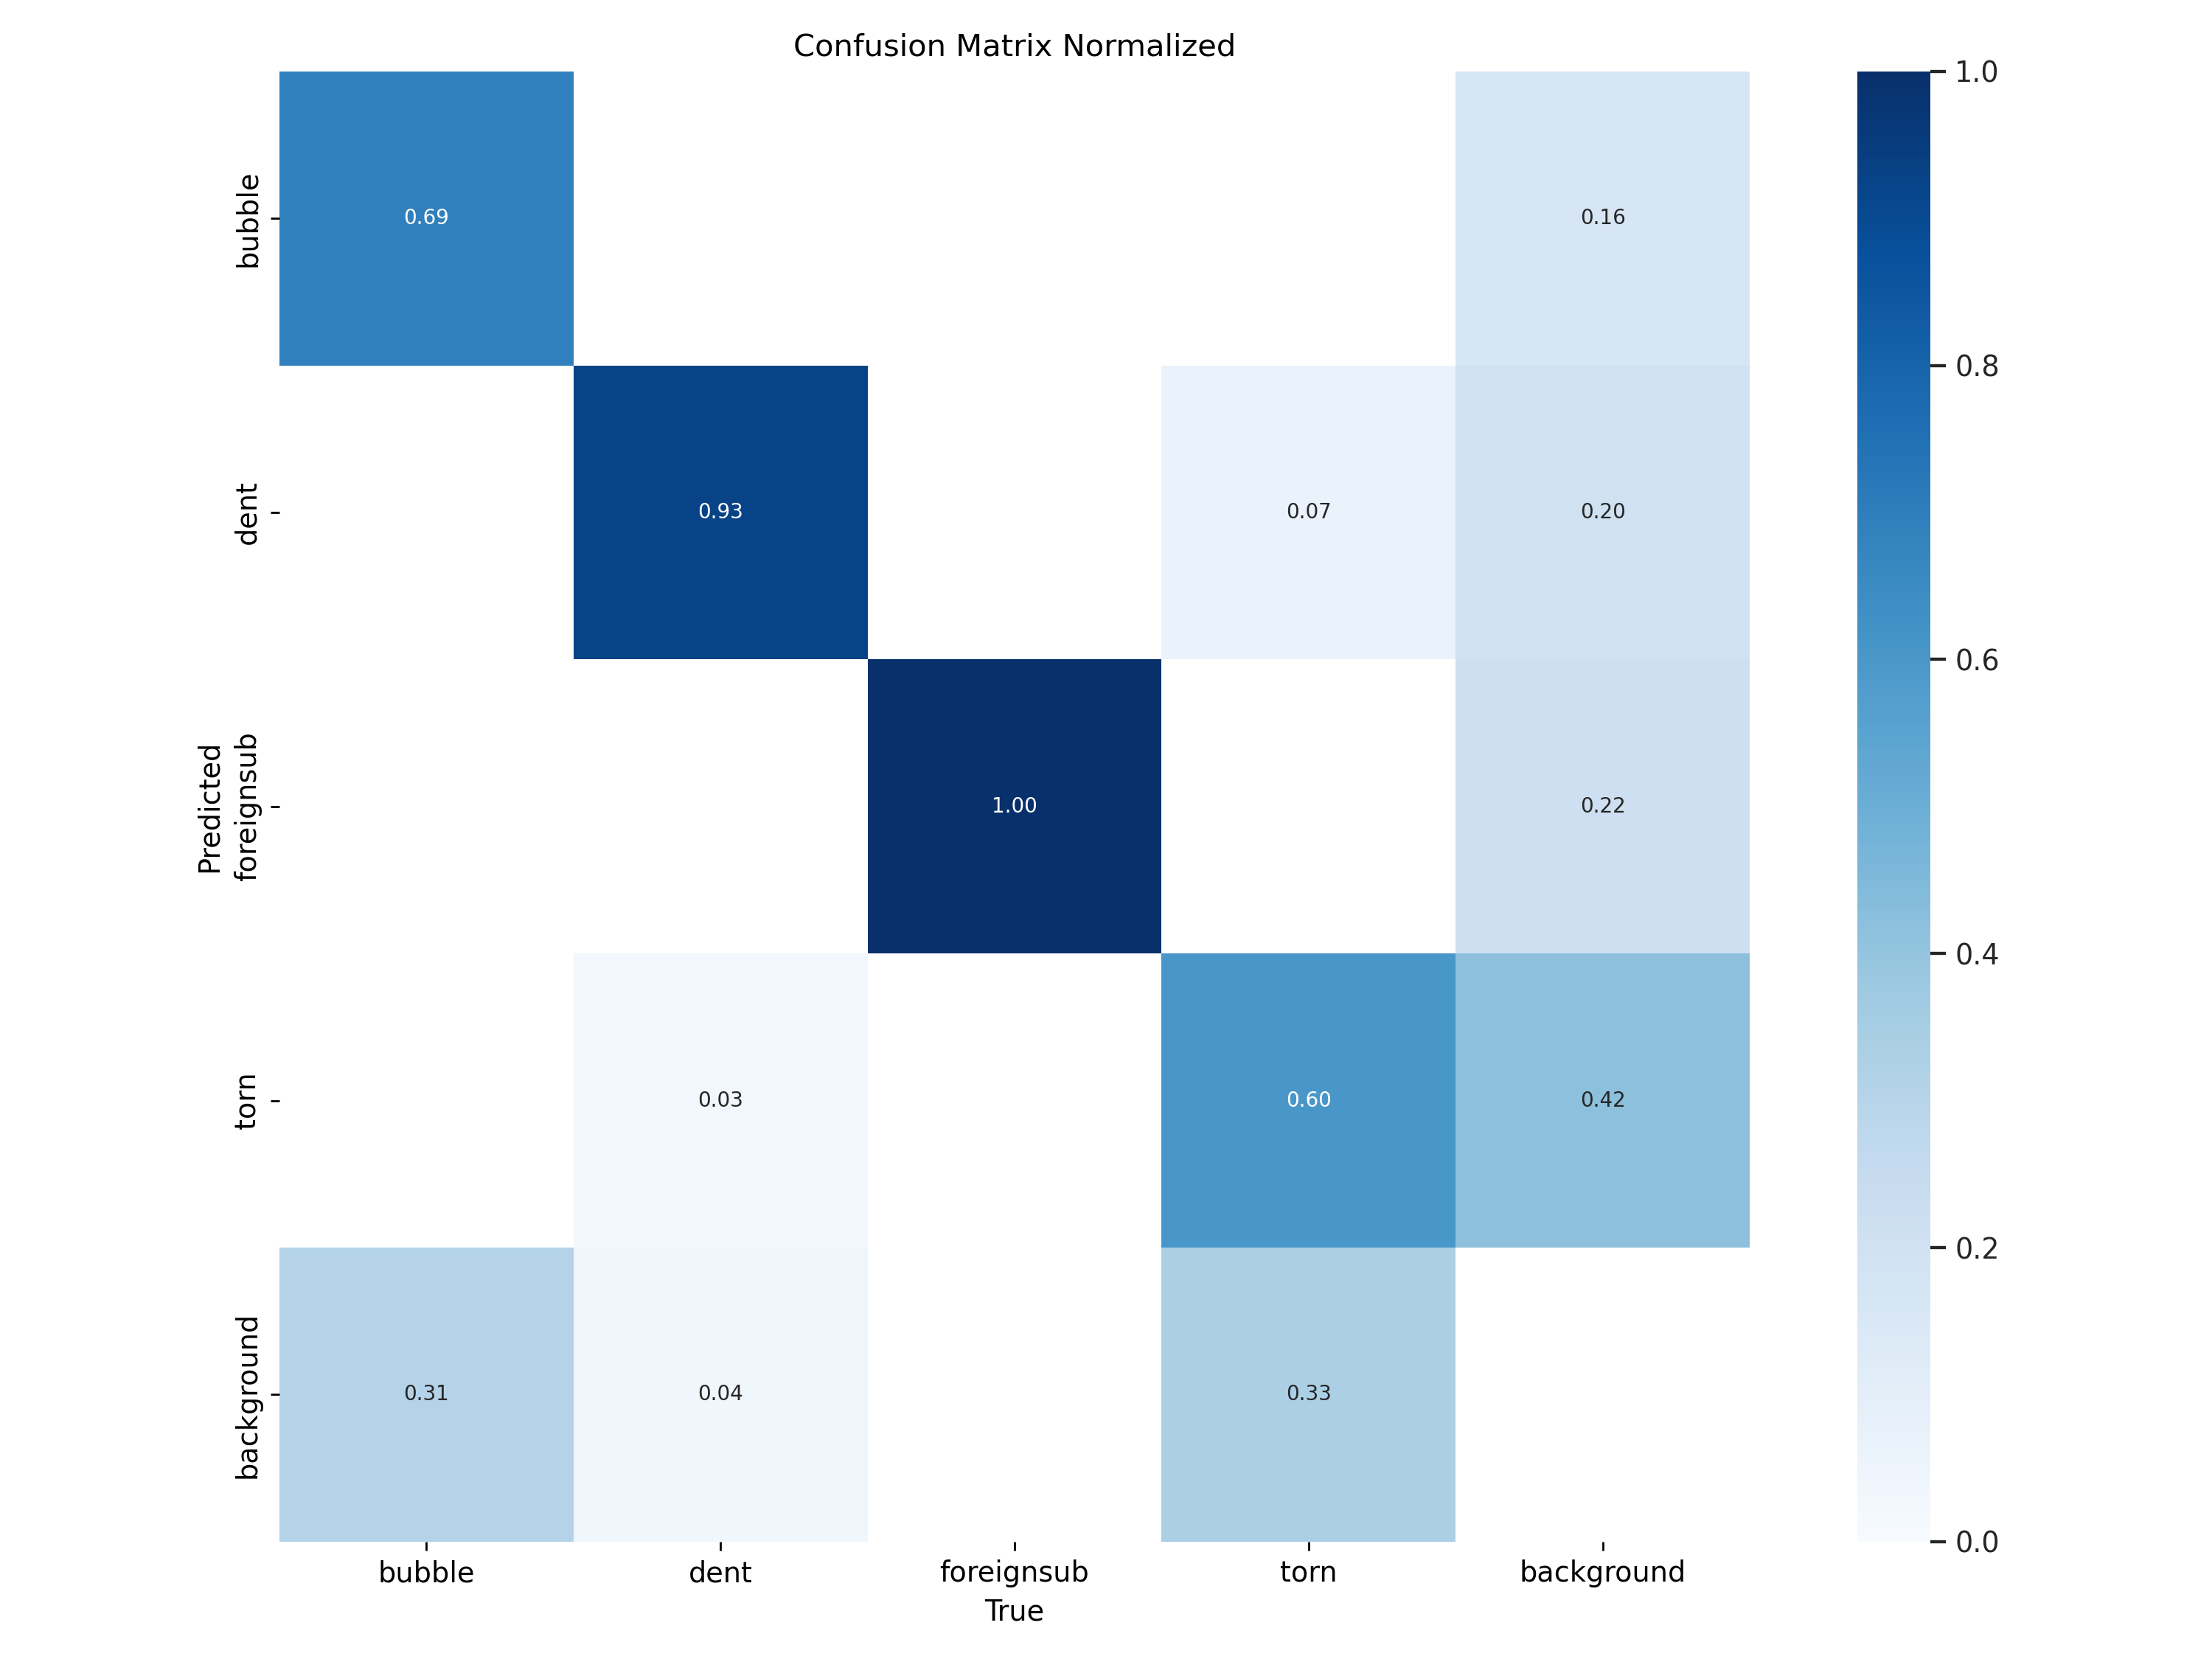 Confusion Matrix Normalized
bubble
0.69
0.16
1.0
dent
0.93
0.07
0.20
0.8
Predicted
foreignsub
1.00
0.22
0.6
torn
0.03
0.60
0.42
0.4
background
0.31
0.04
0.33
0.2
0.0
bubble
dent
foreignsub
torn
background
True